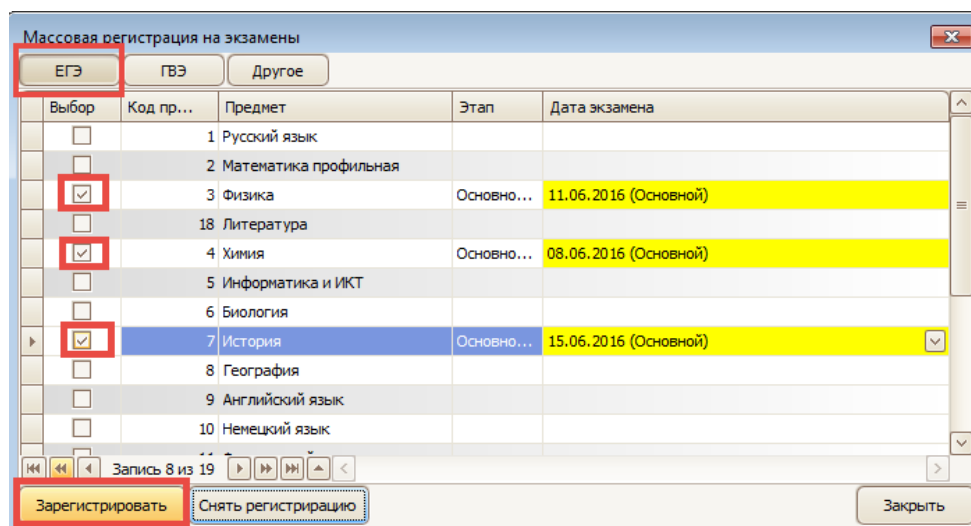 Массовая регистрация на экзамены
ЕГЭ ГВЭ Другое
Выбор Код пр... Предмет Этап Дата экзамена
1 Русский язык
2 Математика профильная
3 Физика Основно... 11.06.2016 (Основной)
18 Литература
4 Химия Основно... 08.06.2016 (Основной)
5 Информатика и ИКТ
6 Биология
7 История Основно... 15.06.2016 (Основной)
8 География
9 Английский язык
10 Немецкий язык
Запись 8 из 19
Зарегистрировать Снять регистрирацию Закрыть